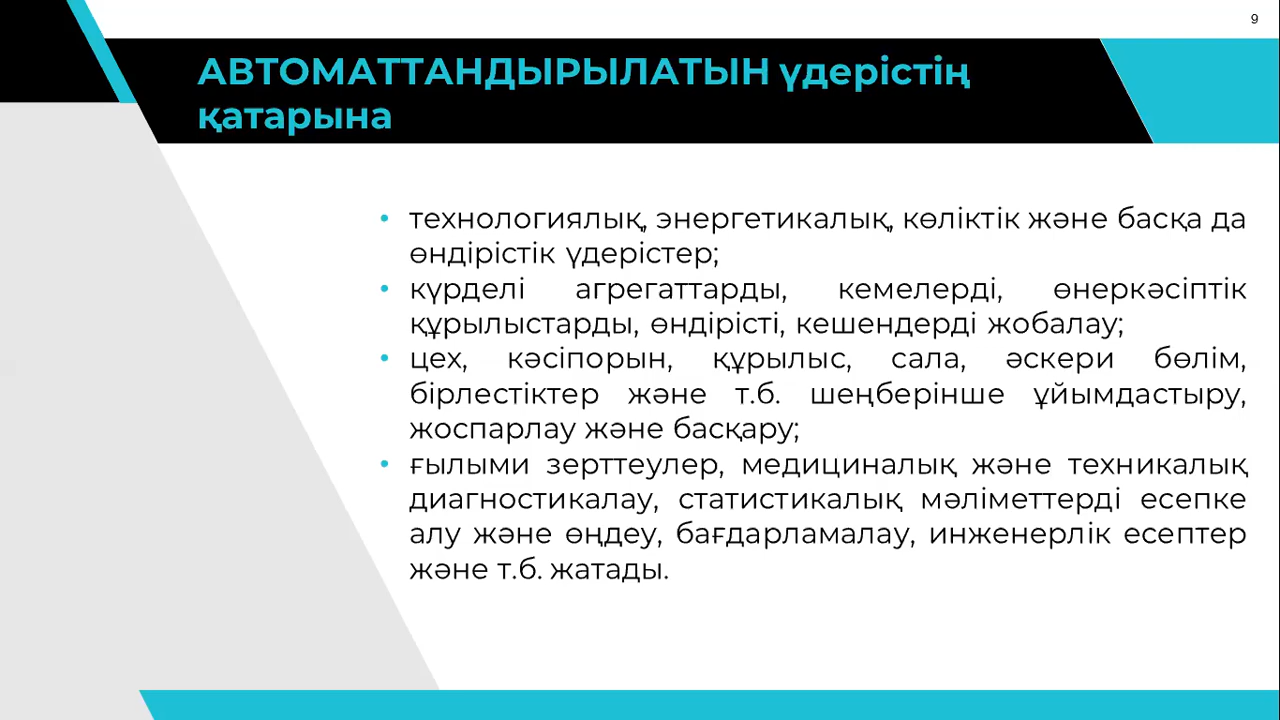 9
АВТОМАТТАНДЫРЫЛАТЫН үдерістің
қатарына
• технологиялық, энергетикалық, көліктік және басқа да
өндірістік үдерістер;
• күрделі агрегаттарды, кемелерді, өнеркәсіптік
құрылыстарды, өндірісті, кешендерді жобалау;
• цех, кәсіпорын, құрылыс, сала, әскери бөлім,
бірлестіктер және т.б. шеңберінше ұйымдастыру,
жоспарлау және басқару;
• ғылыми зерттеулер, медициналық және техникалық
диагностикалау, статистикалық мәліметтерді есепке
алу және өңдеу, бағдарламалау, инженерлік есептер
және т.б. жатады.